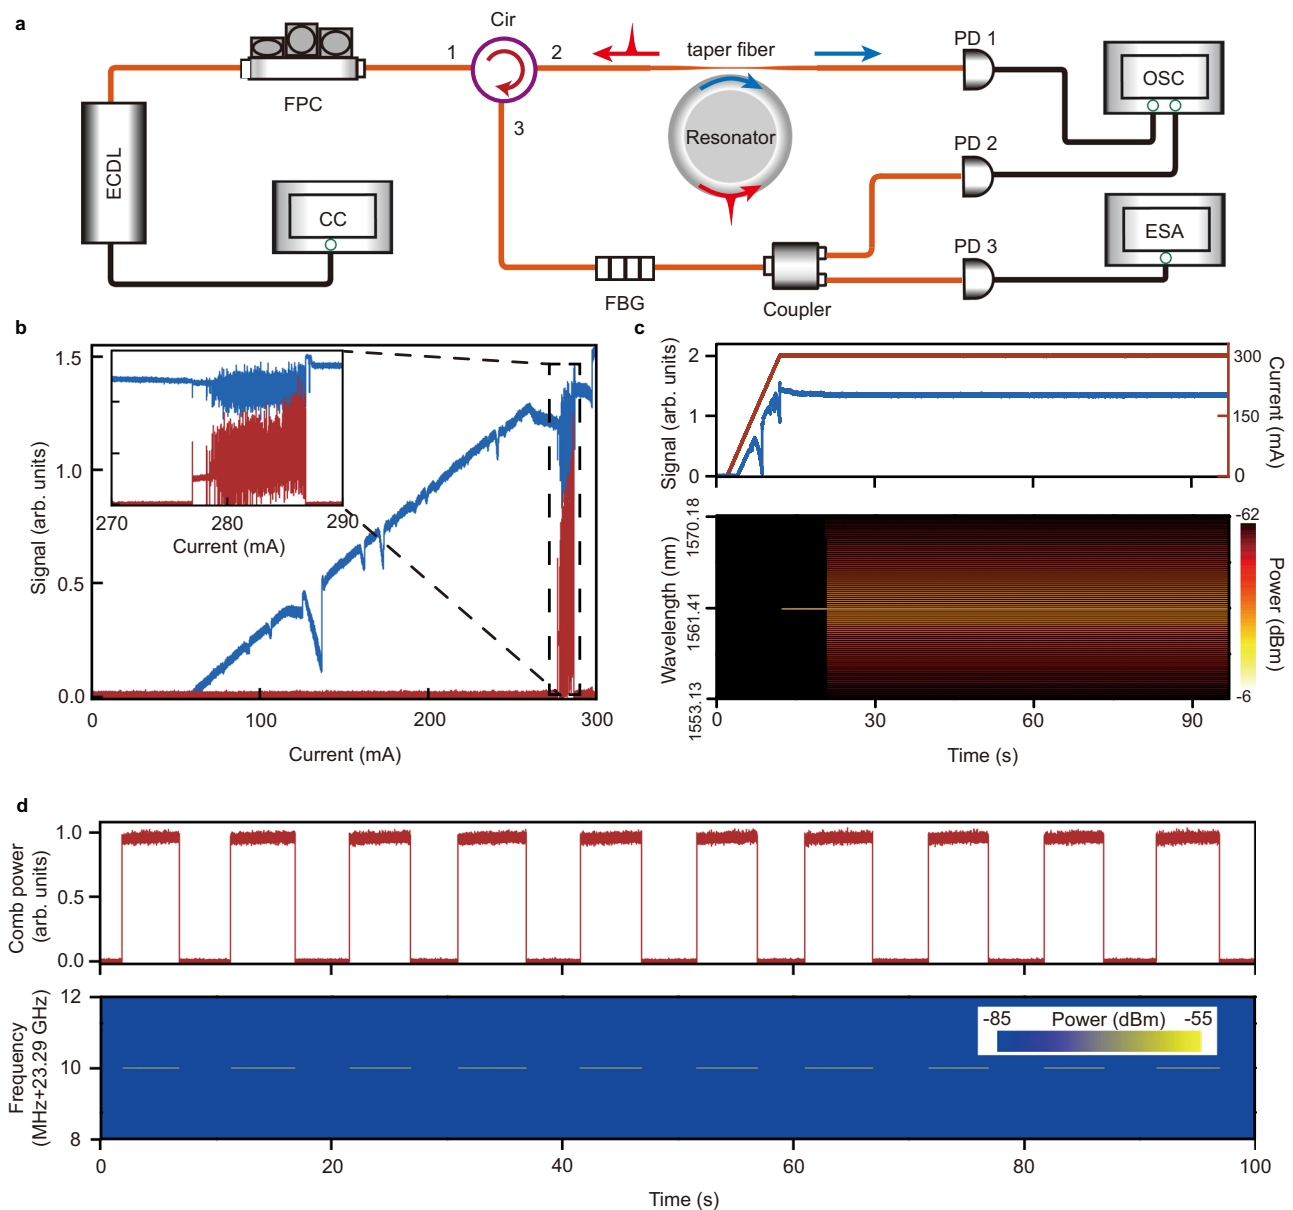 a
Cir
1
2
3
taper fiber
PD 1
OSC
FPC
Resonator
PD 2
ECDL
CC
PD 3
ESA
FBG
Coupler
b
Signal (arb. units)
1.5
1.0
0.5
0.0
270
280
290
Current (mA)
0
100
200
300
Current (mA)
c
Signal (arb. units)
2
1
0
300
150
0
Current (mA)
Wavelength (nm)
1570.18
1561.41
1553.13
-62
-6
Power (dBm)
0
30
60
90
Time (s)
d
Comb power
(arb. units)
1.0
0.5
0.0
Frequency
(MHz+23.29 GHz)
12
10
8
-85
Power (dBm)
-55
0
20
40
60
80
100
Time (s)